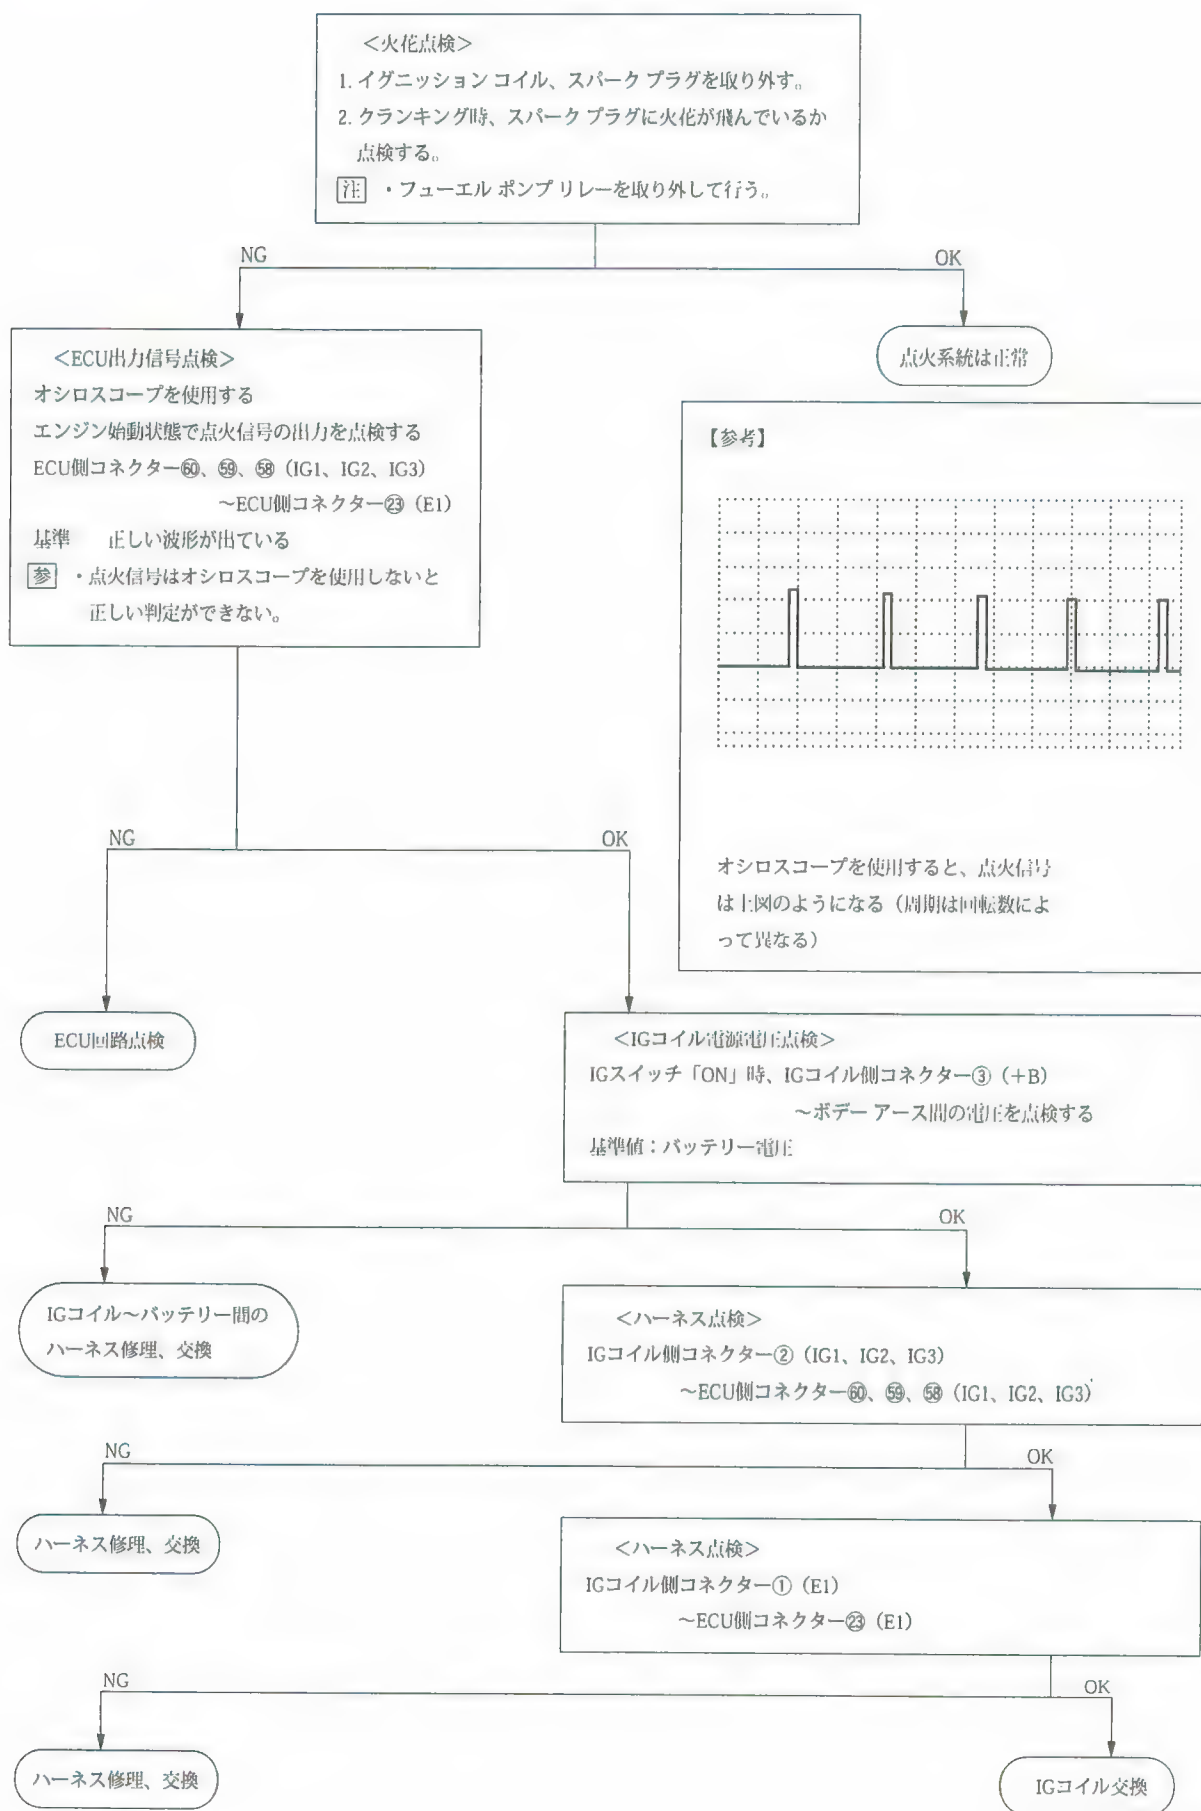 ＜火花点検＞
1. イグニッション コイル、スパーク プラグを取り外す。
2. クランキング時、スパーク プラグに火花が飛んでいるか
点検する。
注 ・フューエル ポンプ リレーを取り外して行う。
NG
OK
＜ECU出力信号点検＞
オシロスコープを使用する
エンジン始動状態で点火信号の出力を点検する
ECU側コネクター㊿+10、㊿+9、㊿+8（IG1、IG2、IG3）
～ECU側コネクター㉓（E1）
基準　正しい波形が出ている
参 ・点火信号はオシロスコープを使用しないと
正しい判定ができない。
点火系統は正常
【参考】
オシロスコープを使用すると、点火信号
は上図のようになる（周期は回転数によ
って異なる）
NG
OK
ECU回路点検
＜IGコイル電源電圧点検＞
IGスイッチ「ON」時、IGコイル側コネクター③（+B）
～ボデー アース間の電圧を点検する
基準値：バッテリー電圧
NG
OK
IGコイル～バッテリー間の
ハーネス修理、交換
＜ハーネス点検＞
IGコイル側コネクター②（IG1、IG2、IG3）
～ECU側コネクター60、59、58（IG1、IG2、IG3）
NG
OK
ハーネス修理、交換
＜ハーネス点検＞
IGコイル側コネクター①（E1）
～ECU側コネクター㉓（E1）
NG
OK
ハーネス修理、交換
IGコイル交換